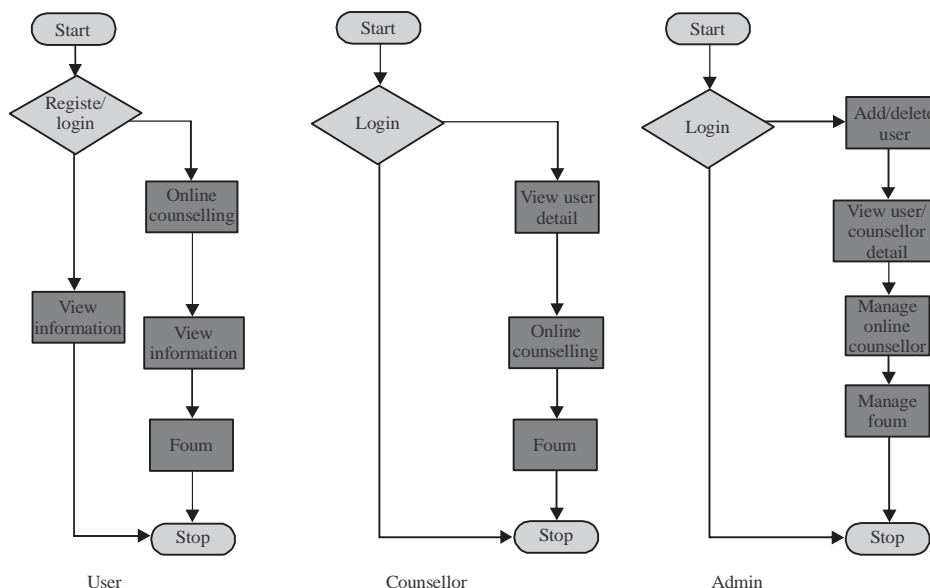 Start
Registe/
login
Online
counselling
View
information
View
information
Foum
Stop
User
Start
Login
View user
detail
Online
counselling
Foum
Stop
Counsellor
Start
Login
Add/delete
user
View user/
counsellor
detail
Manage
online
counsellor
Manage
foum
Stop
Admin